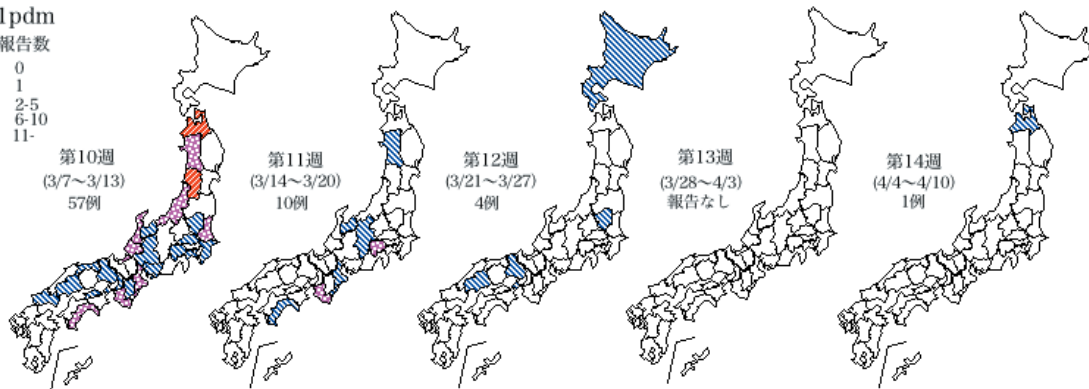 1pdm
報告数
0
1
2-5
6-10
11-
第10週
(3/7～3/13)
57例
第11週
(3/14～3/20)
10例
第12週
(3/21～3/27)
4例
第13週
(3/28～4/3)
報告なし
第14週
(4/4～4/10)
1例